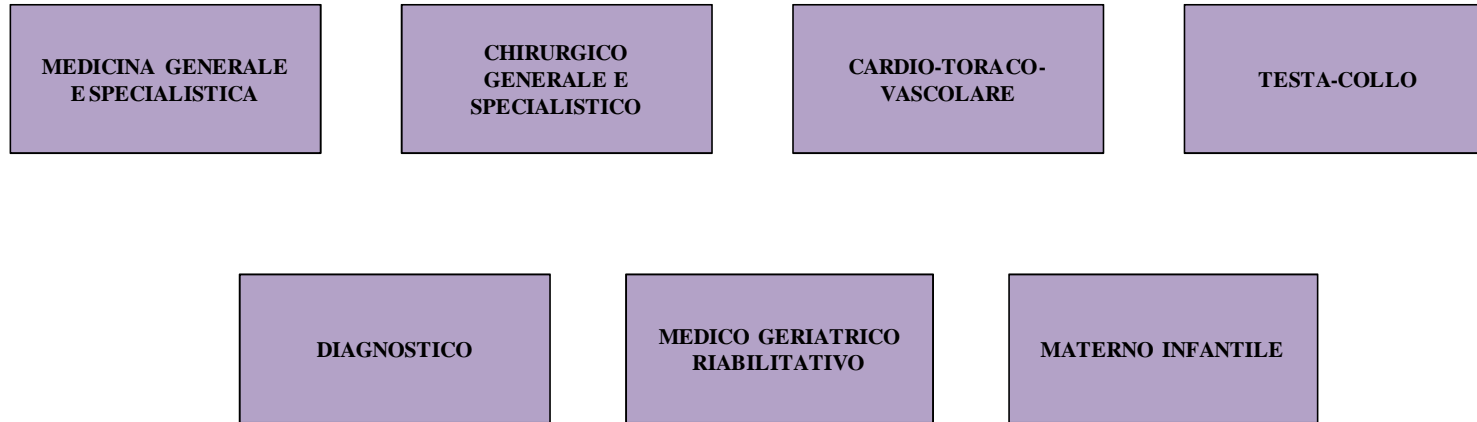 MEDICINA GENERALE
E SPECIALISTICA
CHIRURGICO
GENERALE E
SPECIALISTICO
CARDIO-TORACO-
VASCOLARE
TESTA-COLLO
DIAGNOSTICO
MEDICO GERIATRICO
RIABILITATIVO
MATERNO INFANTILE